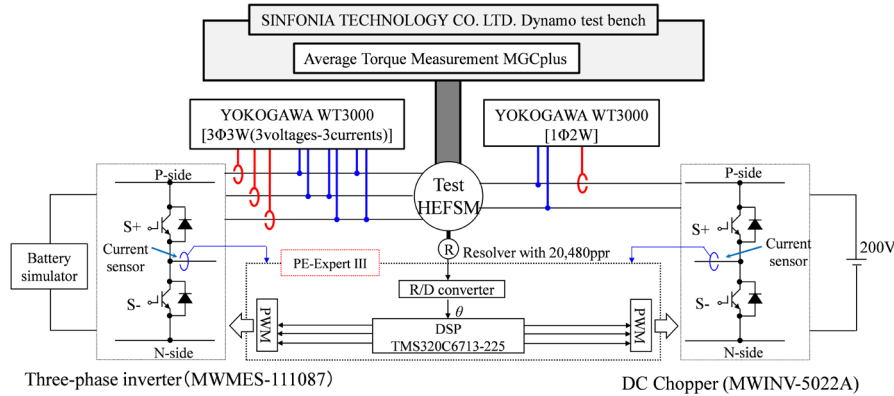 SINFONIA TECHNOLOGY CO. LTD. Dynamo test bench
Average Torque Measurement MGCplus
YOKOGAWA WT3000
[3Φ3W(3voltages-3currents)]
YOKOGAWA WT3000
[1Φ2W]
P-side
S+
Current
sensor
S-
N-side
Battery
simulator
Test
HEFSM
P-side
S+
Current
sensor
S-
N-side
200V
R
Resolver with 20,480ppr
PE-Expert III
R/D converter
θ
PWM
DSP
TMS320C6713-225
PWM
Three-phase inverter(MWMES-111087)
DC Chopper (MWINV-5022A)